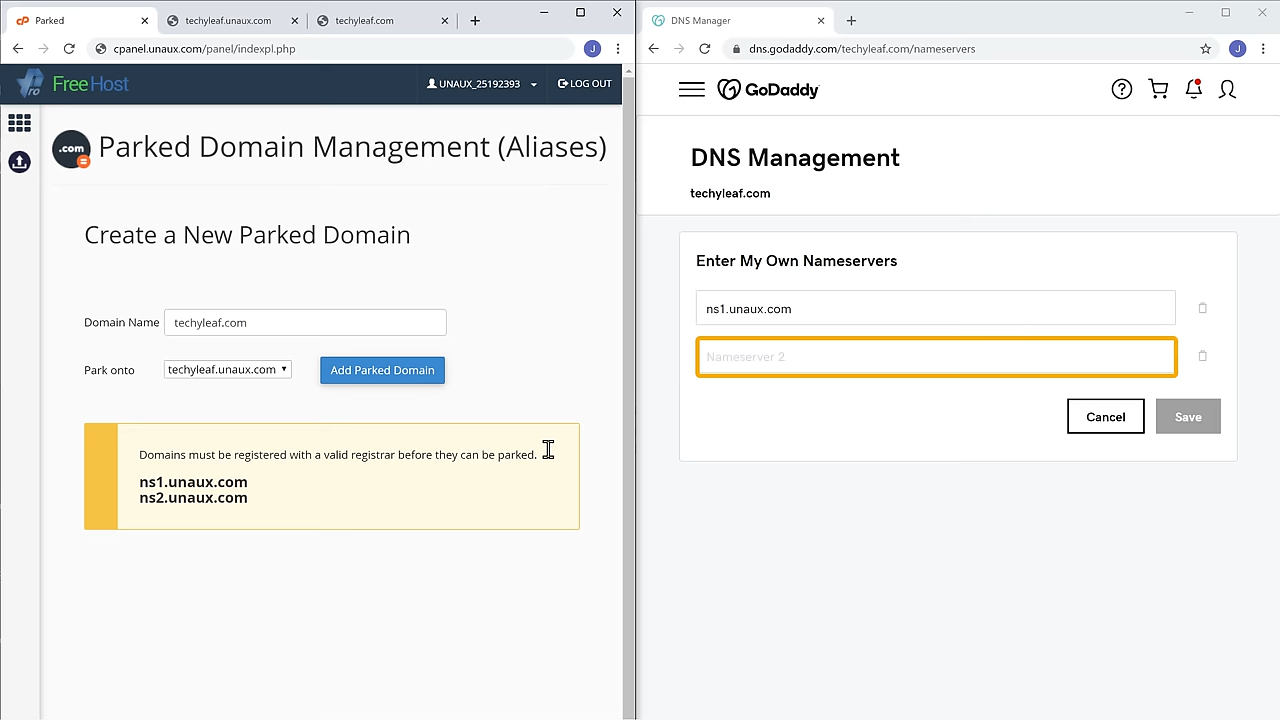 Parked
techyleaf.unaux.com
techyleaf.com
cpanel.unaux.com/panel/indexpl.php
J
FreeHost
UNAUX_25192393
LOG OUT
.com
Parked Domain Management (Aliases)
Create a New Parked Domain
Domain Name
techyleaf.com
Park onto
techyleaf.unaux.com
Add Parked Domain
Domains must be registered with a valid registrar before they can be parked.
ns1.unaux.com
ns2.unaux.com
DNS Manager
dns.godaddy.com/techyleaf.com/nameservers
J
GoDaddy
DNS Management
techyleaf.com
Enter My Own Nameservers
ns1.unaux.com
Nameserver 2
Cancel
Save